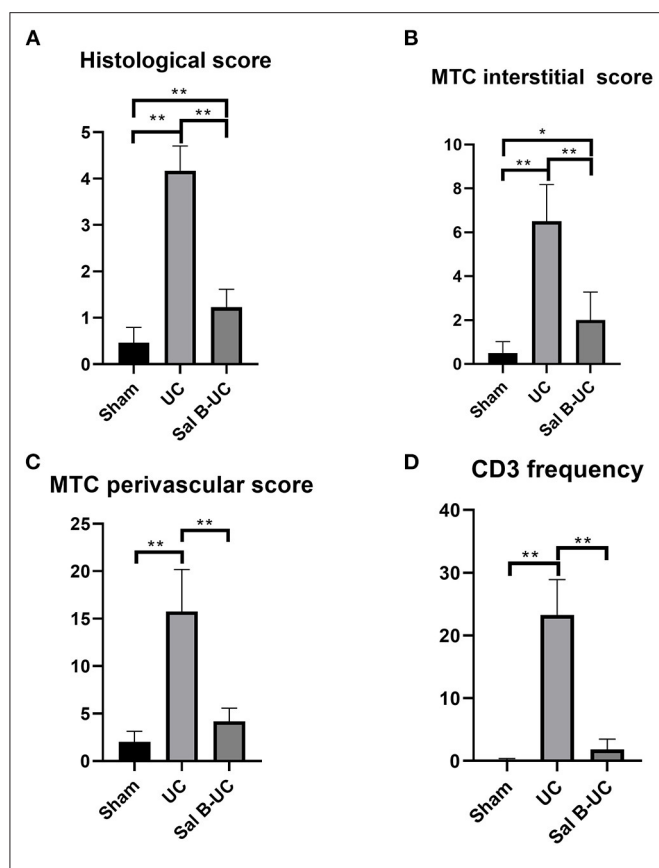 A
Histological score
**
** **
5
4
3
2
1
0
Sham UC Sal B-UC
B
MTC interstitial score
*
** **
10
8
6
4
2
0
Sham UC Sal B-UC
C
MTC perivascular score
** **
25
20
15
10
5
0
Sham UC Sal B-UC
D
CD3 frequency
** **
40
30
20
10
0
Sham UC Sal B-UC